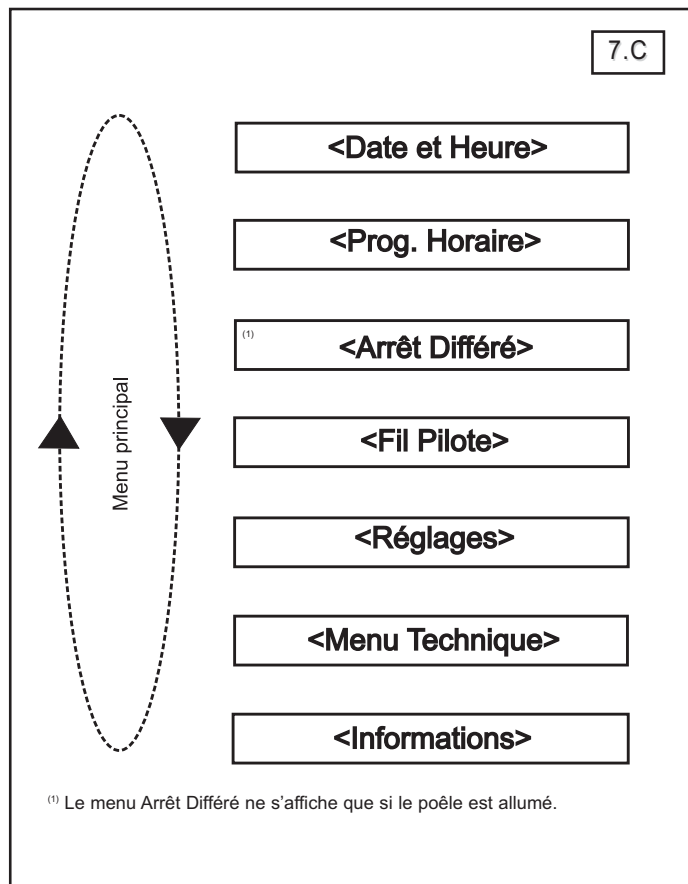 7.C
<Date et Heure>
<Prog. Horaire>
(1)
<Arrêt Différé>
Menu principal
<Fil Pilote>
<Réglages>
<Menu Technique>
<Informations>
(1) Le menu Arrêt Différé ne s’affiche que si le poêle est allumé.